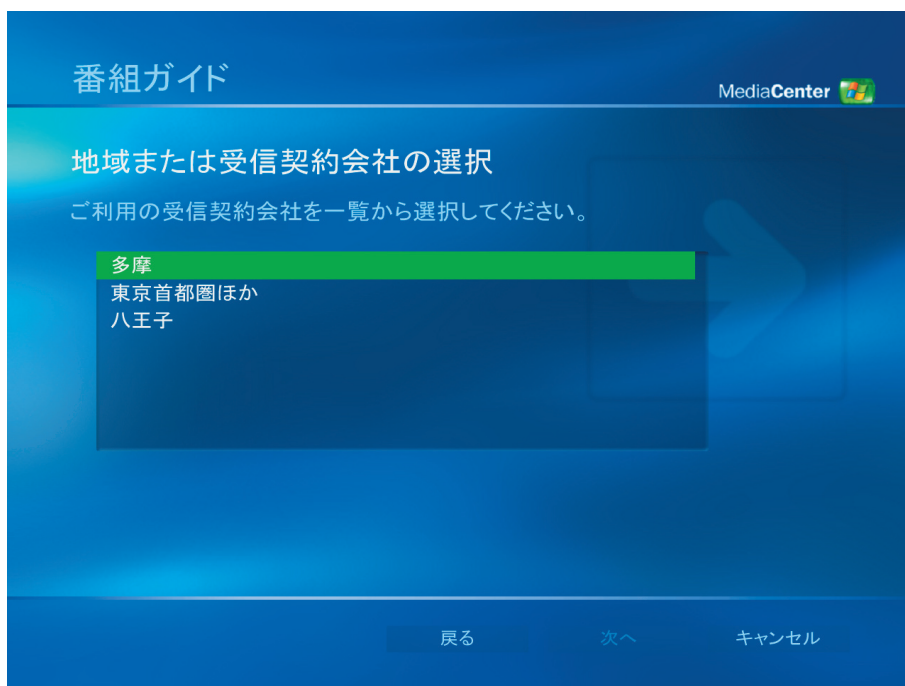 番組ガイド
MediaCenter
地域または受信契約会社の選択
ご利用の受信契約会社を一覧から選択してください。
多摩
東京首都圏ほか
八王子
戻る 次へ キャンセル